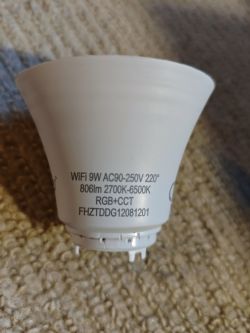 WiFi 9W AC90-250V 220°
806lm 2700K-6500K
RGB+CCT
FHZTDDG12081201